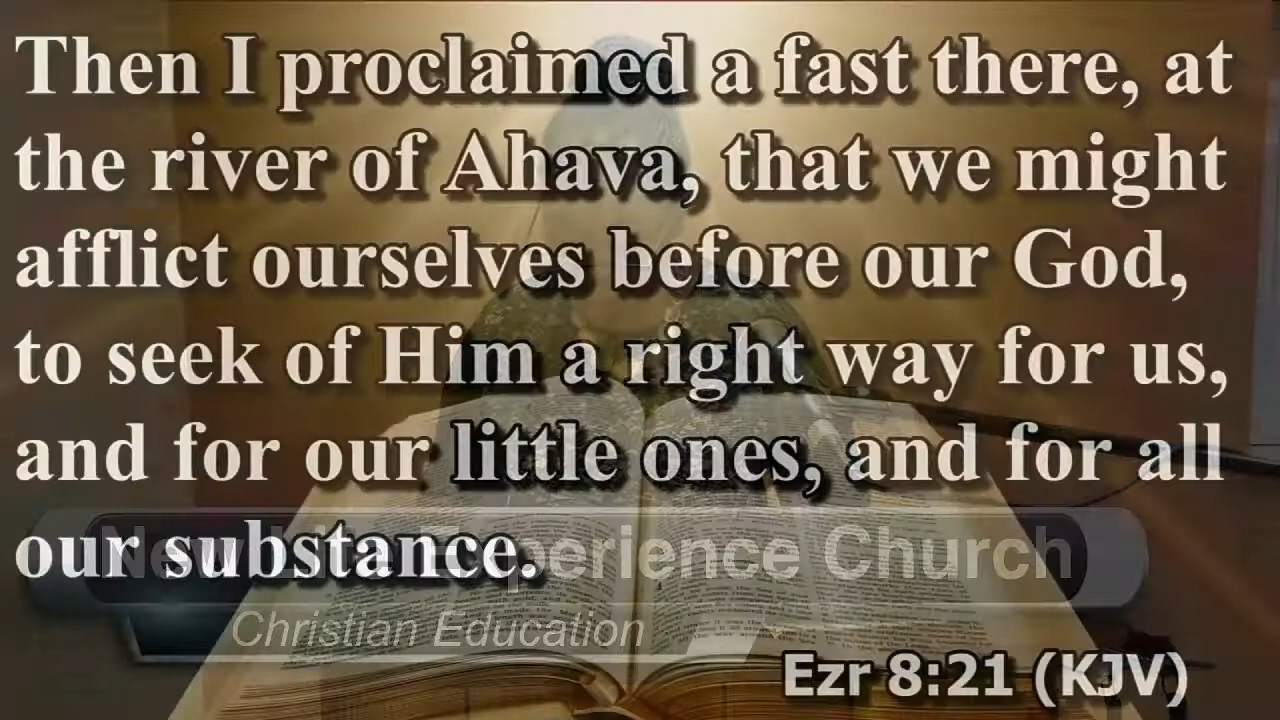 Then I proclaimed a fast there, at
the river of Ahava, that we might
afflict ourselves before our God,
to seek of Him a right way for us,
and for our little ones, and for all
our substance.
New Life Experience Church
Christian Education
Ezr 8:21 (KJV)